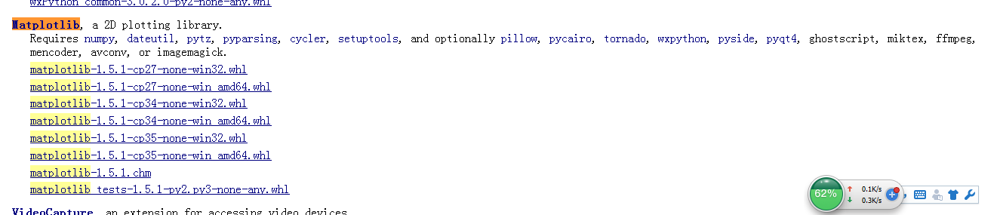 wxPython_common-3.0.2.0-py2-none-any.whl
Matplotlib, a 2D plotting library.
Requires numpy, dateutil, pytz, pyparsing, cycler, setuptools, and optionally pillow, pycairo, tornado, wxpython, pyside, pyqt4, ghostscript, miktex, ffmpeg,
mencoder, avconv, or imagemagick.
matplotlib-1.5.1-cp27-none-win32.whl
matplotlib-1.5.1-cp27-none-win_amd64.whl
matplotlib-1.5.1-cp34-none-win32.whl
matplotlib-1.5.1-cp34-none-win_amd64.whl
matplotlib-1.5.1-cp35-none-win32.whl
matplotlib-1.5.1-cp35-none-win_amd64.whl
matplotlib-1.5.1.chm
matplotlib_tests-1.5.1-py2.py3-none-any.whl
62%
0.1K/s
0.3K/s
VideoCapture, an extension for accessing video devices